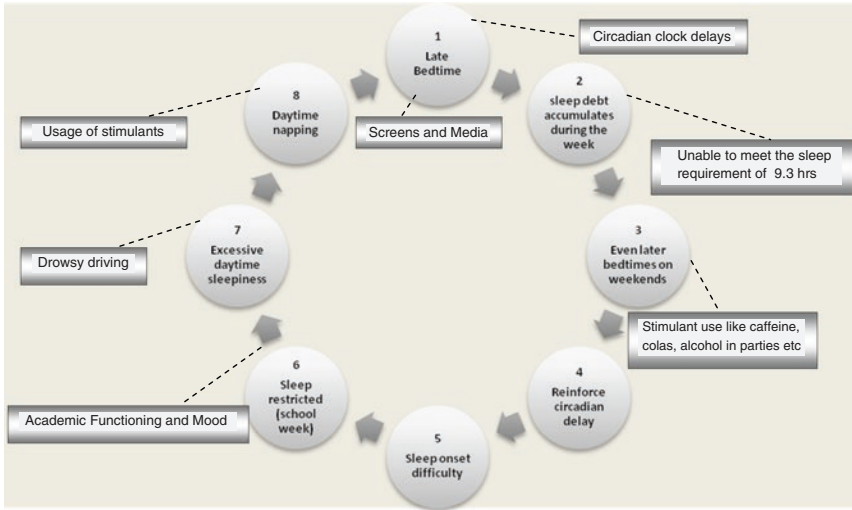 1
Late
Bedtime
Circadian clock delays
Screens and Media
2
sleep debt
accumulates
during the
week
Unable to meet the sleep
requirement of 9.3 hrs
3
Even later
bedtimes on
weekends
Stimulant use like caffeine,
colas, alcohol in parties etc
4
Reinforce
circadian
delay
5
Sleep onset
difficulty
6
Sleep
restricted
(school
week)
Academic Functioning and Mood
7
Excessive
daytime
sleepiness
Drowsy driving
8
Daytime
napping
Usage of stimulants